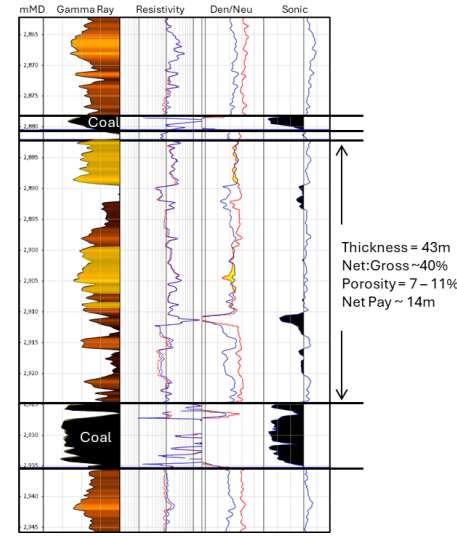 mMD Gamma Ray Resistivity Den/Neu Sonic
2,865
2,870
2,875
Coal
2,880
2,885
2,890
2,895
2,900
Thickness = 43m
Net:Gross ~40%
2,905
Porosity = 7 – 11%
Net Pay ~ 14m
2,910
2,915
2,920
2,925
2,930
Coal
2,935
2,940
2,945